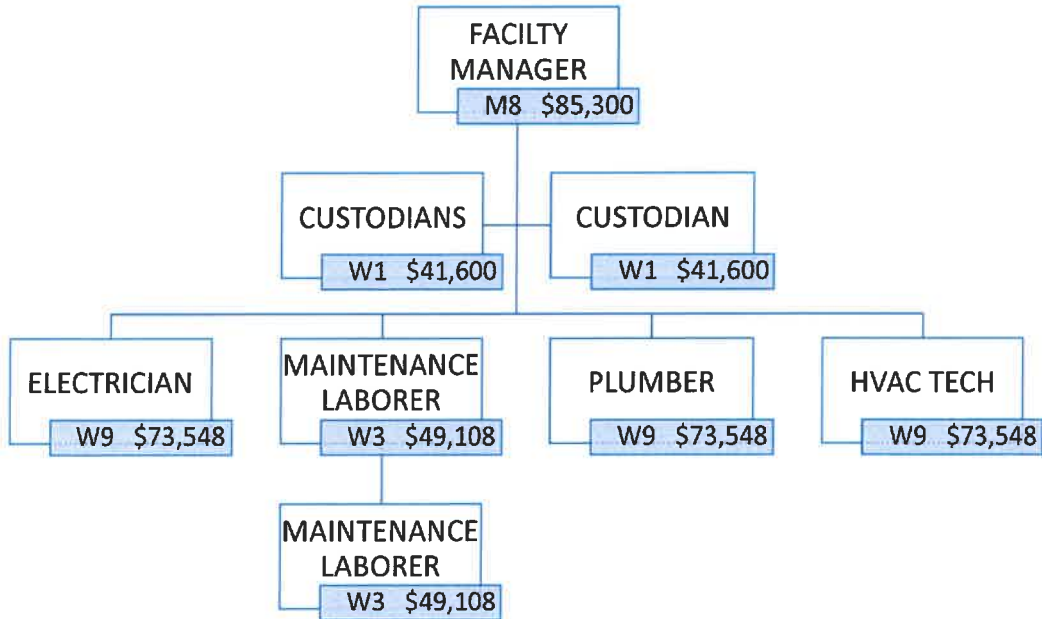 FACILTY
MANAGER
M8 $85,300
CUSTODIANS
W1 $41,600
CUSTODIAN
W1 $41,600
ELECTRICIAN
W9 $73,548
MAINTENANCE
LABORER
W3 $49,108
PLUMBER
W9 $73,548
HVAC TECH
W9 $73,548
MAINTENANCE
LABORER
W3 $49,108